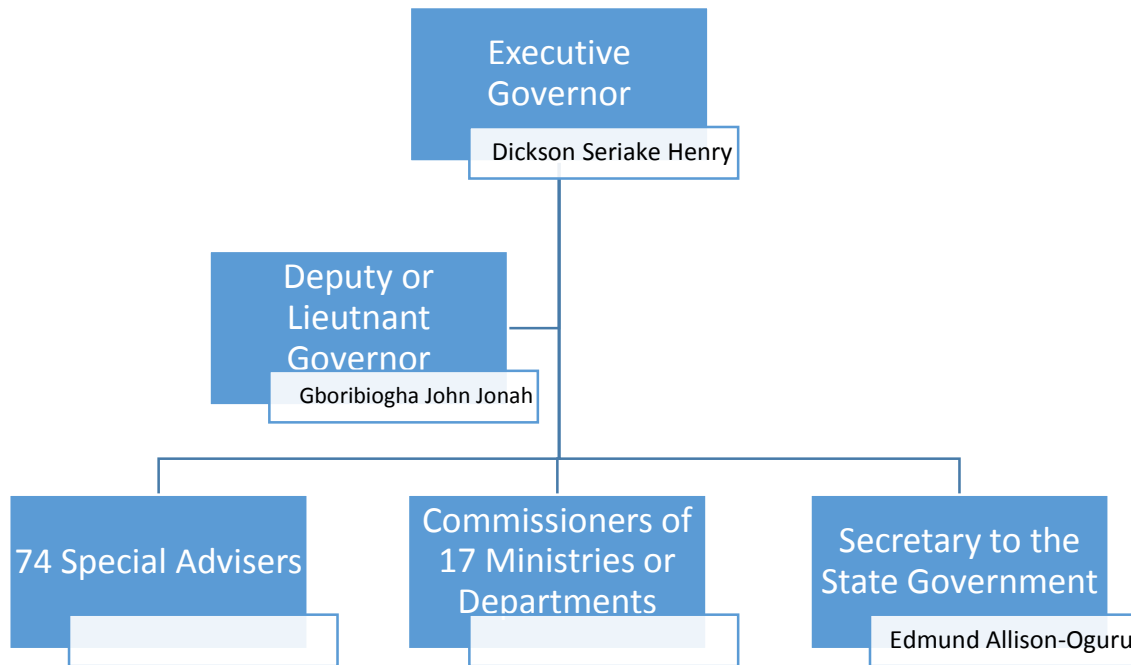 Executive
Governor
Dickson Seriake Henry
Deputy or
Lieutnant
Governor
Gboribiogha John Jonah
74 Special Advisers
Commissioners of
17 Ministries or
Departments
Secretary to the
State Government
Edmund Allison-Oguru